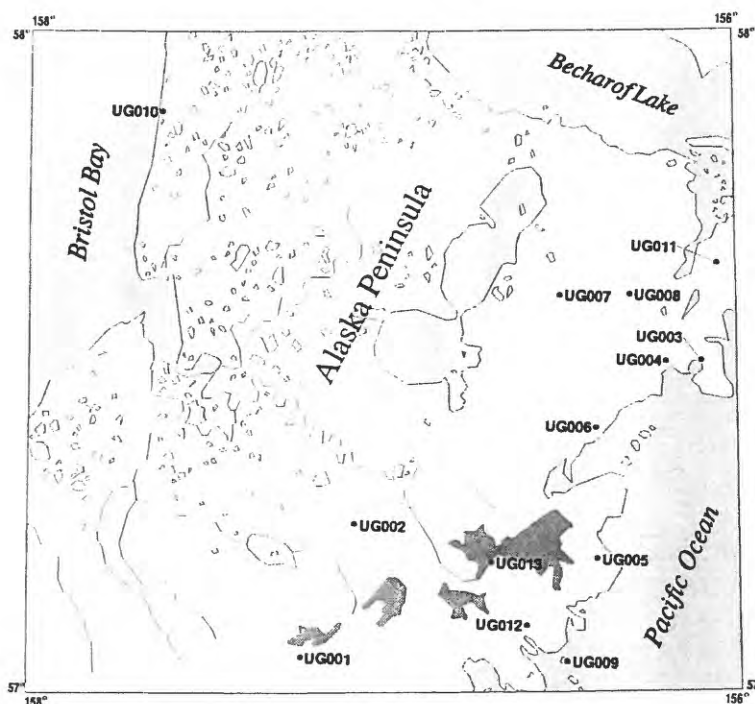 158°
156°
58°
58°
Becharof Lake
UG010
Bristol Bay
Alaska Peninsula
UG011
UG007
UG008
UG003
UG004
UG006
UG002
UG013
UG005
Pacific Ocean
UG012
UG001
UG009
57°
158°
156°